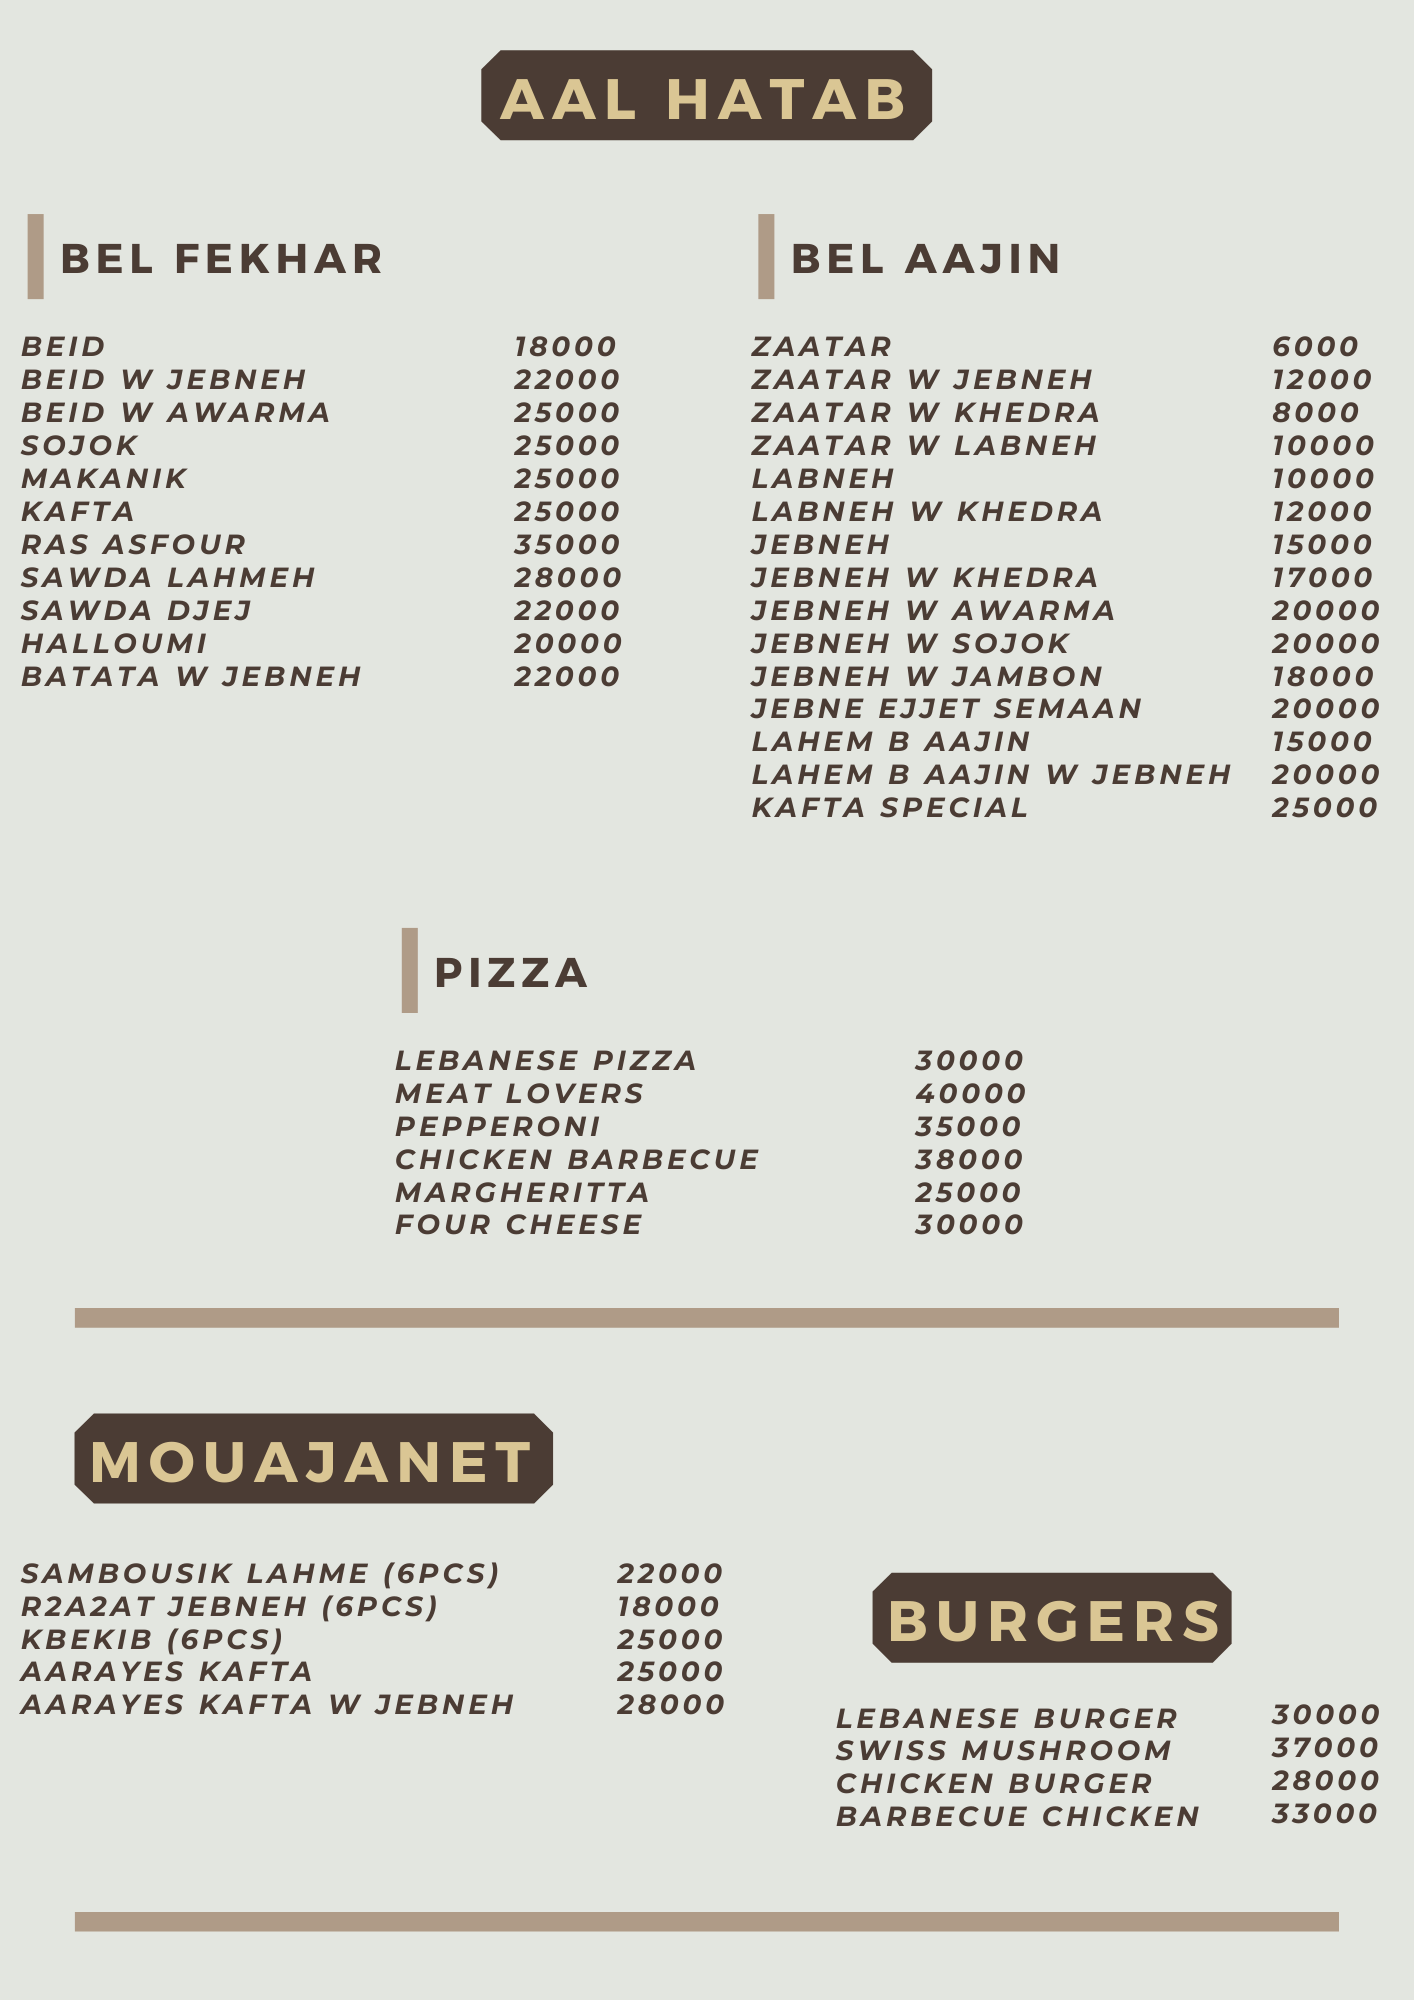 AAL HATAB
BEL FEKHAR
BEID 18000
BEID W JEBNEH 22000
BEID W AWARMA 25000
SOJOK 25000
MAKANIK 25000
KAFTA 25000
RAS ASFOUR 35000
SAWDA LAHMEH 28000
SAWDA DJEJ 22000
HALLOUMI 20000
BATATA W JEBNEH 22000
BEL AAJIN
ZAATAR 6000
ZAATAR W JEBNEH 12000
ZAATAR W KHEDRA 8000
ZAATAR W LABNEH 10000
LABNEH 10000
LABNEH W KHEDRA 12000
JEBNEH 15000
JEBNEH W KHEDRA 17000
JEBNEH W AWARMA 20000
JEBNEH W SOJOK 20000
JEBNEH W JAMBON 18000
JEBNE EJJET SEMAAN 20000
LAHEM B AAJIN 15000
LAHEM B AAJIN W JEBNEH 20000
KAFTA SPECIAL 25000
PIZZA
LEBANESE PIZZA 30000
MEAT LOVERS 40000
PEPPERONI 35000
CHICKEN BARBECUE 38000
MARGHERITTA 25000
FOUR CHEESE 30000
MOUAJANET
SAMBOUSIK LAHME (6PCS) 22000
R2A2AT JEBNEH (6PCS) 18000
KBEKIB (6PCS) 25000
AARAYES KAFTA 25000
AARAYES KAFTA W JEBNEH 28000
BURGERS
LEBANESE BURGER 30000
SWISS MUSHROOM 37000
CHICKEN BURGER 28000
BARBECUE CHICKEN 33000